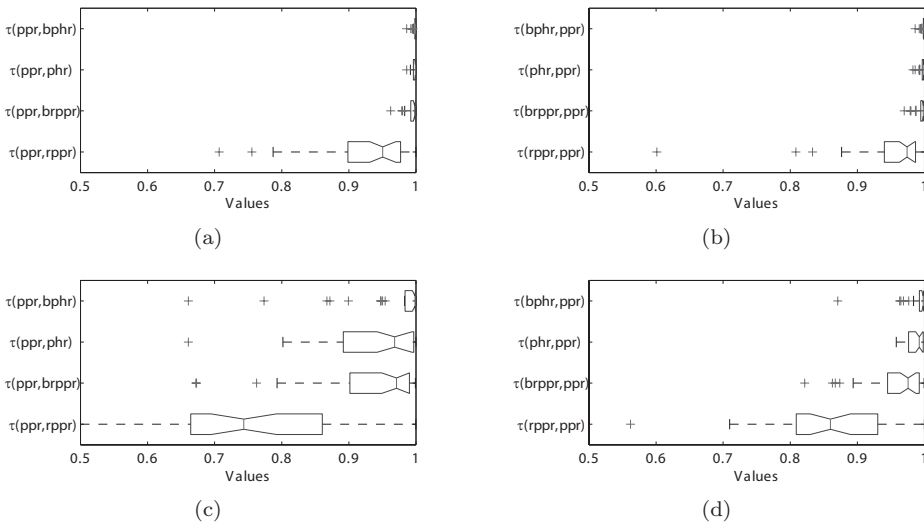 τ(ppr,bphr)
τ(ppr,phr)
τ(ppr,brppr)
τ(ppr,rppr)
0.5 0.6 0.7 0.8 0.9 1
Values
(a)
τ(bphr,ppr)
τ(phr,ppr)
τ(brppr,ppr)
τ(rppr,ppr)
0.5 0.6 0.7 0.8 0.9 1
Values
(b)
τ(ppr,bphr)
τ(ppr,phr)
τ(ppr,brppr)
τ(ppr,rppr)
0.5 0.6 0.7 0.8 0.9 1
Values
(c)
τ(bphr,ppr)
τ(phr,ppr)
τ(brppr,ppr)
τ(rppr,ppr)
0.5 0.6 0.7 0.8 0.9 1
Values
(d)